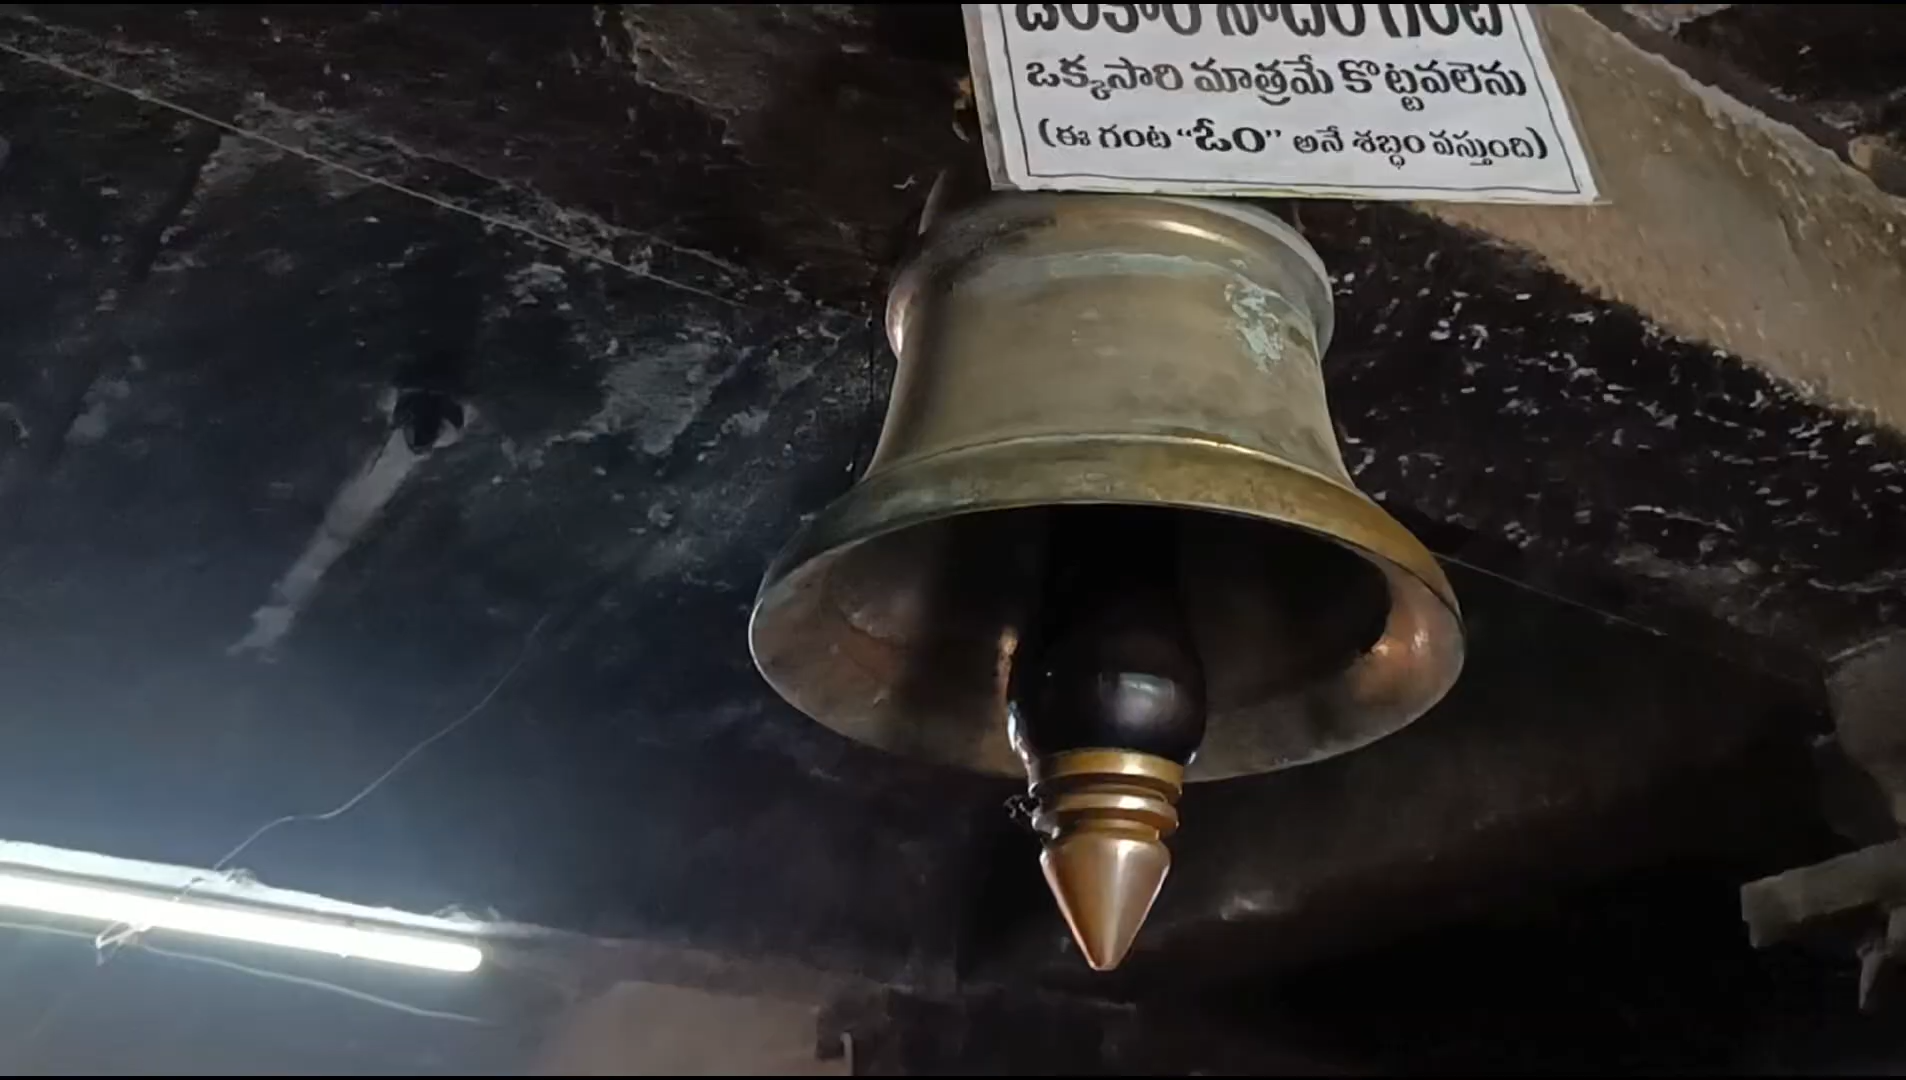 ఓంకార నాదం గంట
ఒక్కసారి మాత్రమే కొట్టవలెను
(ఈ గంట “ఓం” అనే శబ్ధం వస్తుంది)